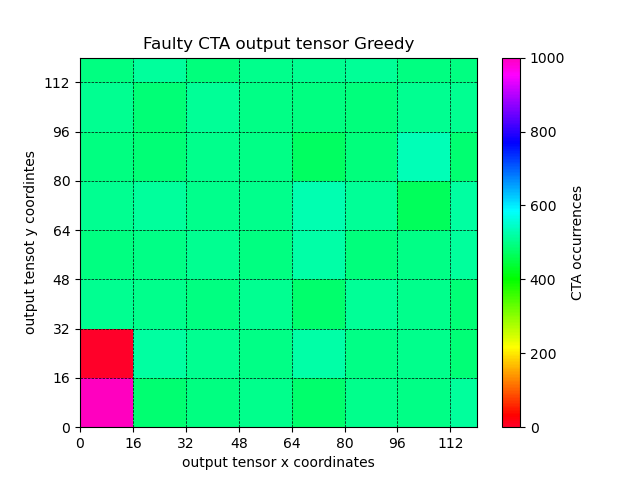 Faulty CTA output tensor Greedy
output tensot y coordintes
112
96
80
64
48
32
16
0
0 16 32 48 64 80 96 112
output tensor x coordinates
1000
800
600
400
200
0
CTA occurrences